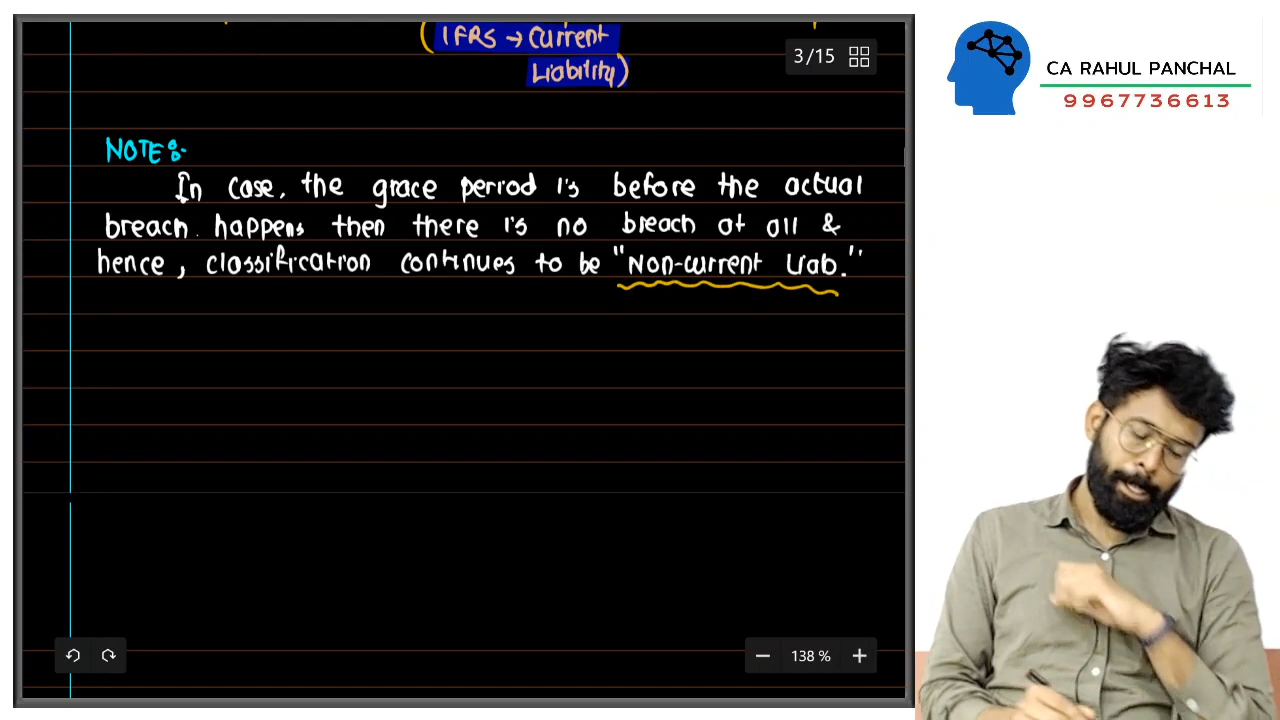 (IFRS → Current
Liability)
3/15
CA RAHUL PANCHAL
9967736613
NOTE:-
In case, the grace period is before the actual
breach happens then there is no breach at all &
hence, classification continues to be "Non-current Liab."
138 %